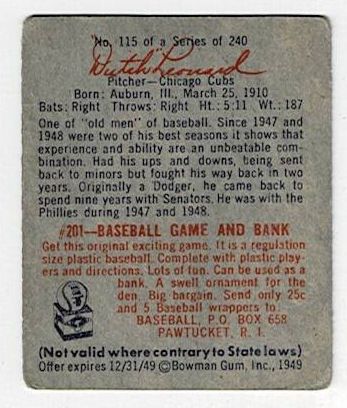 No. 115 of a Series of 240
"Dutch" Leonard
Pitcher—Chicago Cubs
Born: Auburn, Ill., March 25, 1910
Bats: Right Throws: Right Ht.: 5:11 Wt.: 187
One of "old men" of baseball. Since 1947 and
1948 were two of his best seasons it shows that
experience and ability are an unbeatable com-
bination. Had his ups and downs, being sent
back to minors but fought his way back in two
years. Originally a Dodger, he came back to
spend nine years with Senators. He was with the
Phillies during 1947 and 1948.
#201—BASEBALL GAME AND BANK
Get this original exciting game. It is a regulation
size plastic baseball. Complete with plastic play-
ers and directions. Lots of fun. Can be used as a
bank. A swell ornament for the
den. Big bargain. Send only 25c
and 5 Baseball wrappers to:
BASEBALL, P.O. BOX 658
PAWTUCKET, R. I.
(Not valid where contrary to State laws)
Offer expires 12/31/49 ©Bowman Gum, Inc., 1949